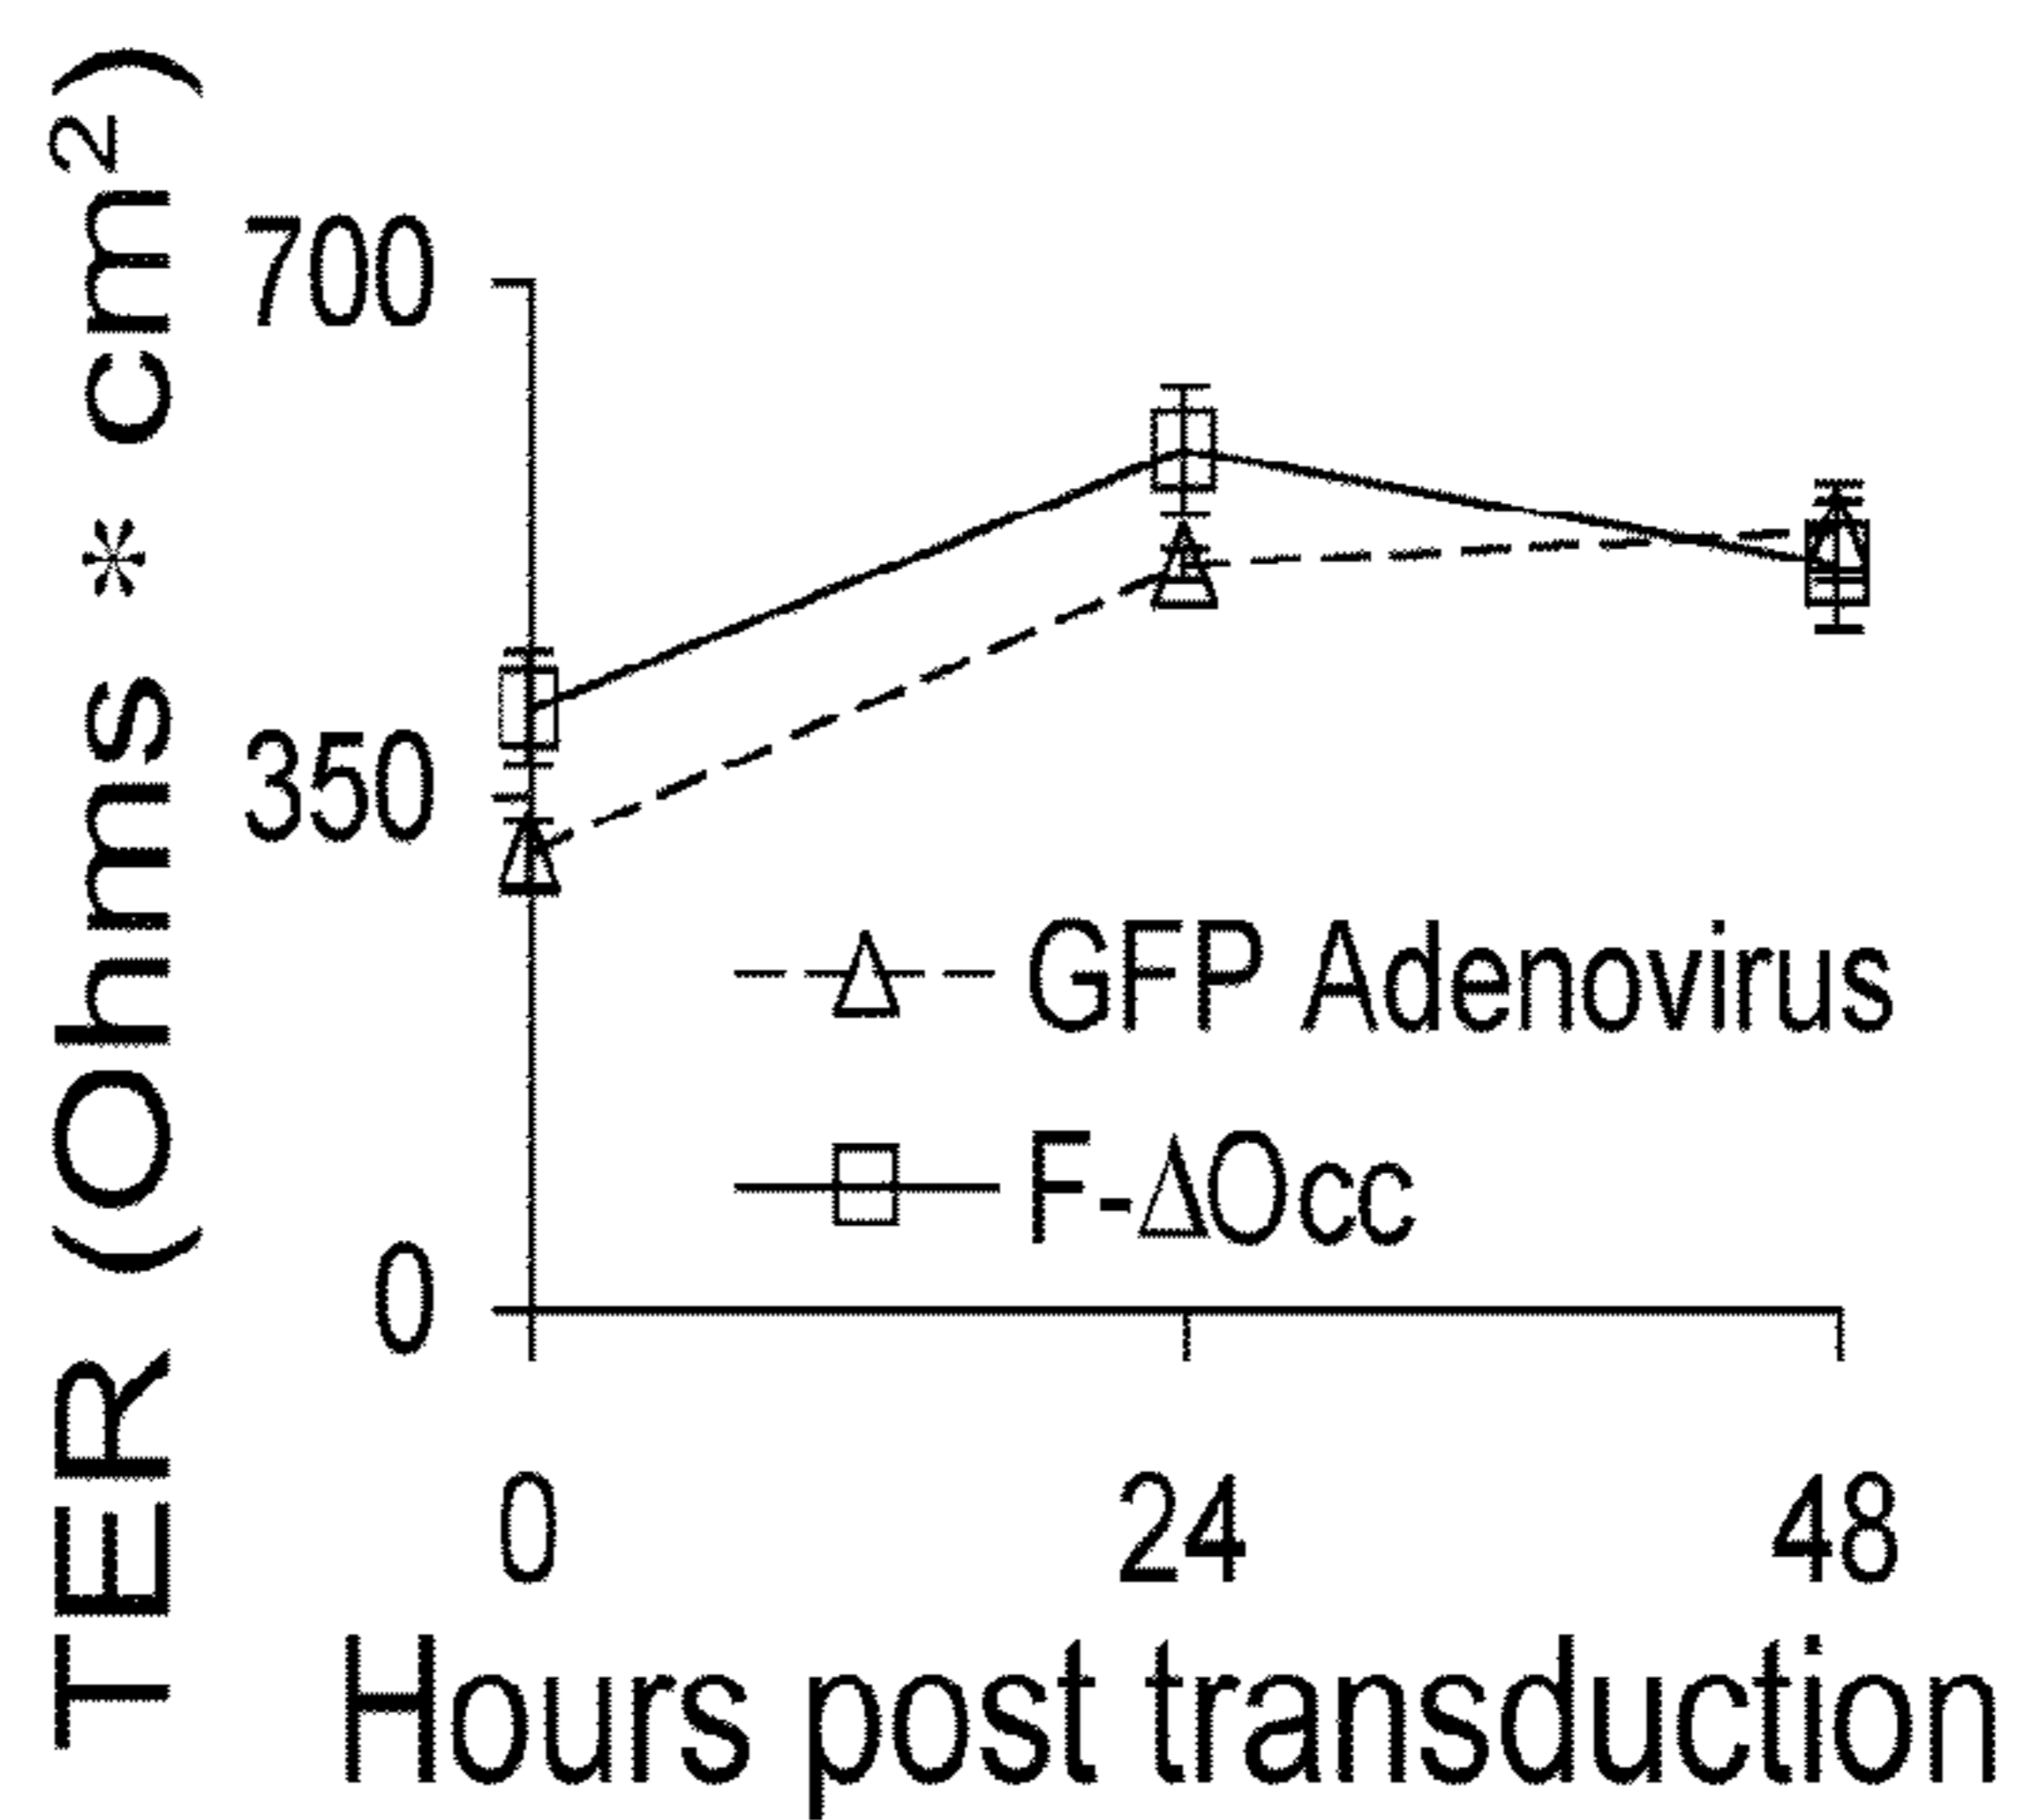 TER (Ohms * cm²)
700
350
0
GFP Adenovirus
F-ΔOcc
0 24 48
Hours post transduction